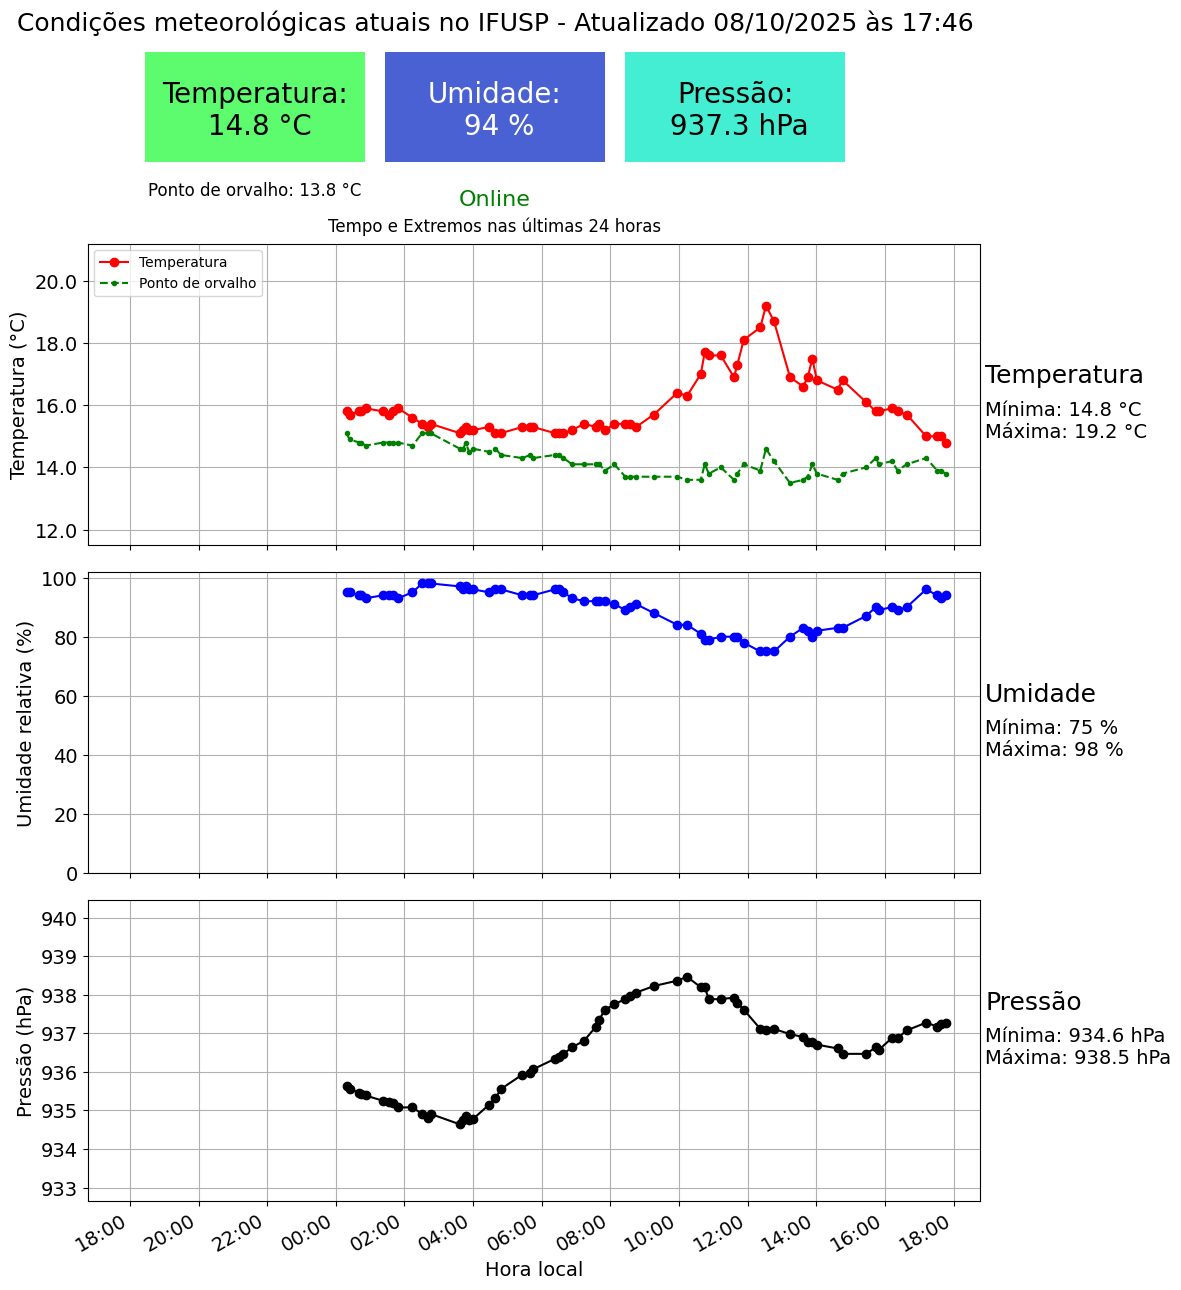 Condições meteorológicas atuais no IFUSP - Atualizado 08/10/2025 às 17:46
Temperatura:
14.8 °C
Umidade:
94 %
Pressão:
937.3 hPa
Ponto de orvalho: 13.8 °C
Online
Tempo e Extremos nas últimas 24 horas
Temperatura
Ponto de orvalho
Temperatura (°C)
20.0
18.0
16.0
14.0
12.0
Temperatura
Mínima: 14.8 °C
Máxima: 19.2 °C
Umidade relativa (%)
100
80
60
40
20
0
Umidade
Mínima: 75 %
Máxima: 98 %
Pressão (hPa)
940
939
938
937
936
935
934
933
Pressão
Mínima: 934.6 hPa
Máxima: 938.5 hPa
18:00
20:00
22:00
00:00
02:00
04:00
06:00
08:00
10:00
12:00
14:00
16:00
18:00
Hora local